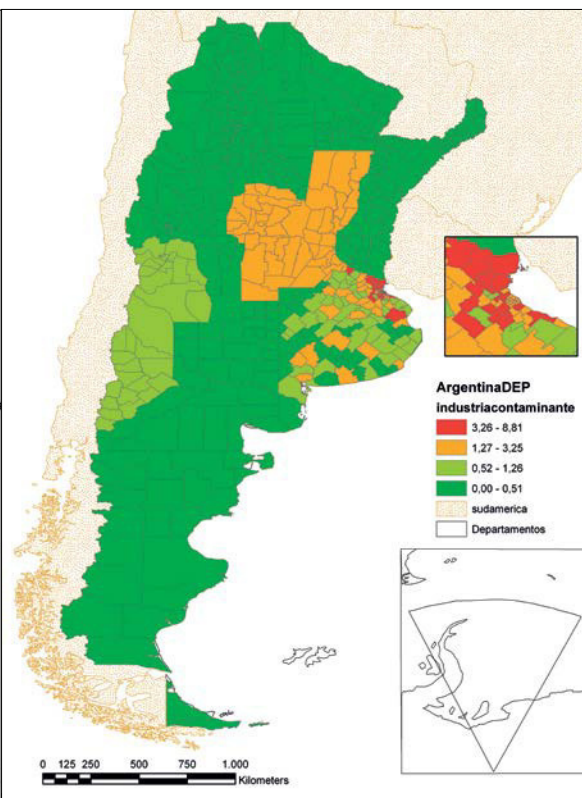 ArgentinaDEP
industriacontaminante
3,26 - 8,81
1,27 - 3,25
0,52 - 1,26
0,00 - 0,51
sudamerica
Departamentos
0 125 250 500 750 1.000
Kilometers